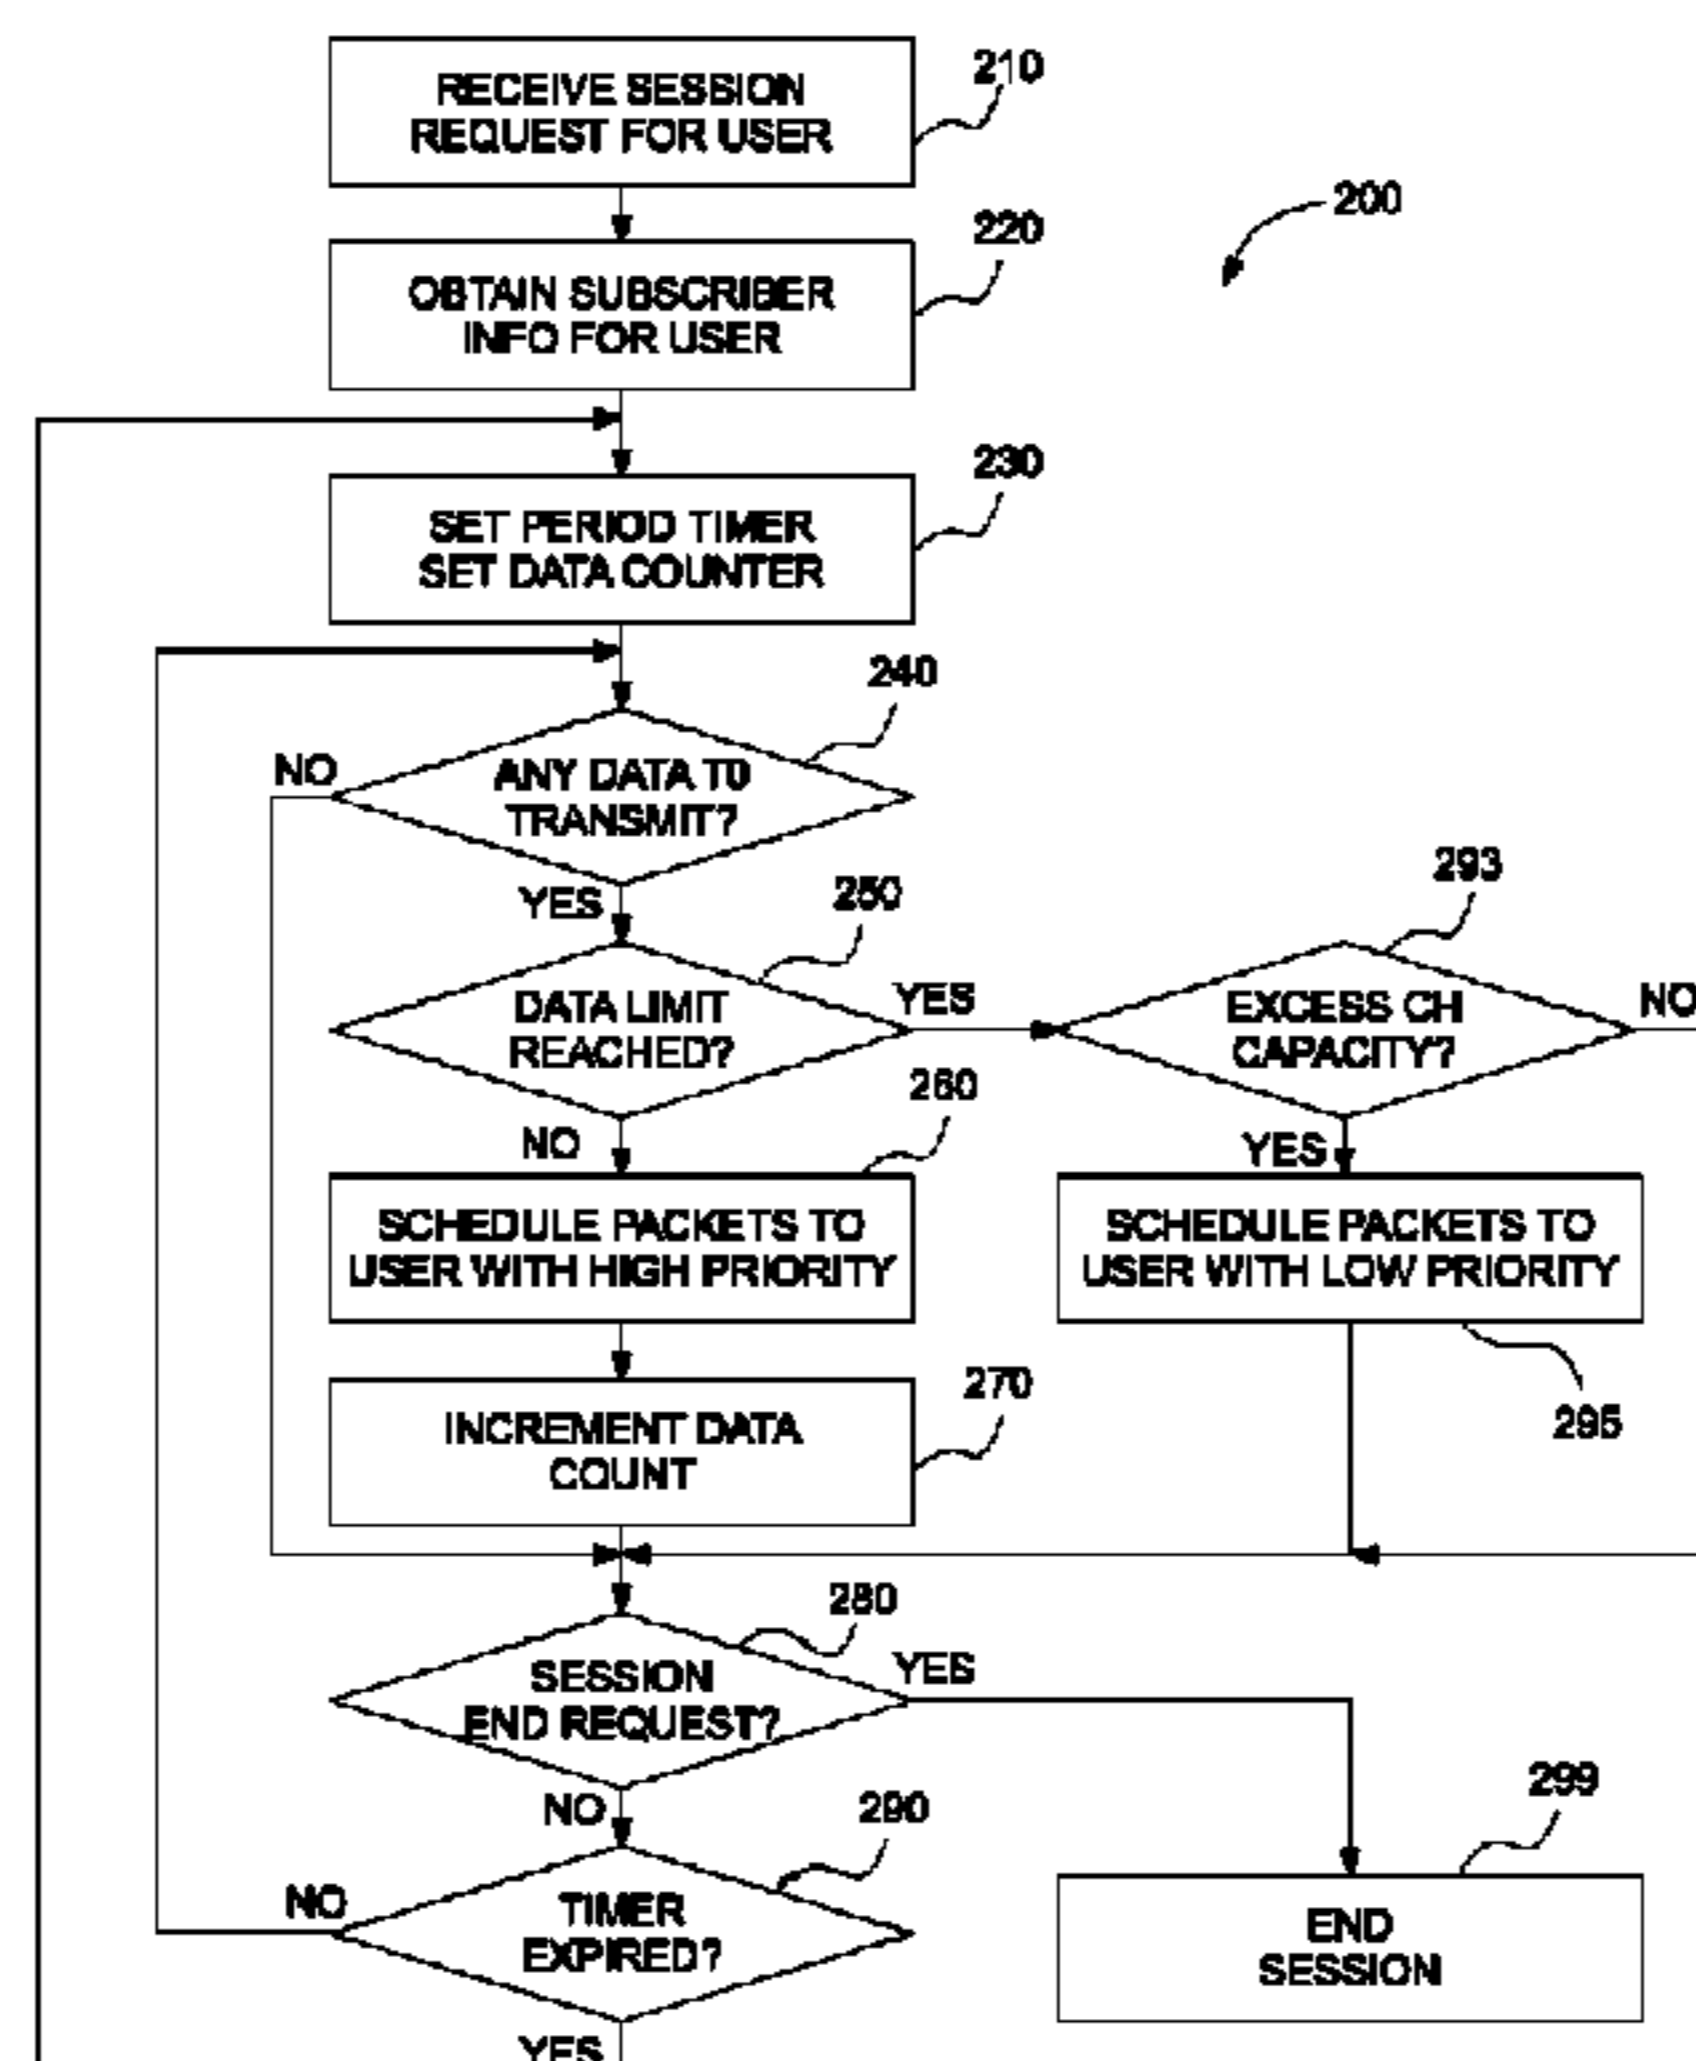 RECEIVE SESSION
REQUEST FOR USER
210
200
OBTAIN SUBSCRIBER
INFO FOR USER
220
SET PERIOD TIMER
SET DATA COUNTER
230
ANY DATA TO
TRANSMIT?
240
NO
YES
DATA LIMIT
REACHED?
250
YES
NO
EXCESS CH
CAPACITY?
293
NO
YES
SCHEDULE PACKETS TO
USER WITH HIGH PRIORITY
260
SCHEDULE PACKETS TO
USER WITH LOW PRIORITY
295
INCREMENT DATA
COUNT
270
SESSION
END REQUEST?
280
YES
NO
TIMER
EXPIRED?
290
NO
YES
END
SESSION
299